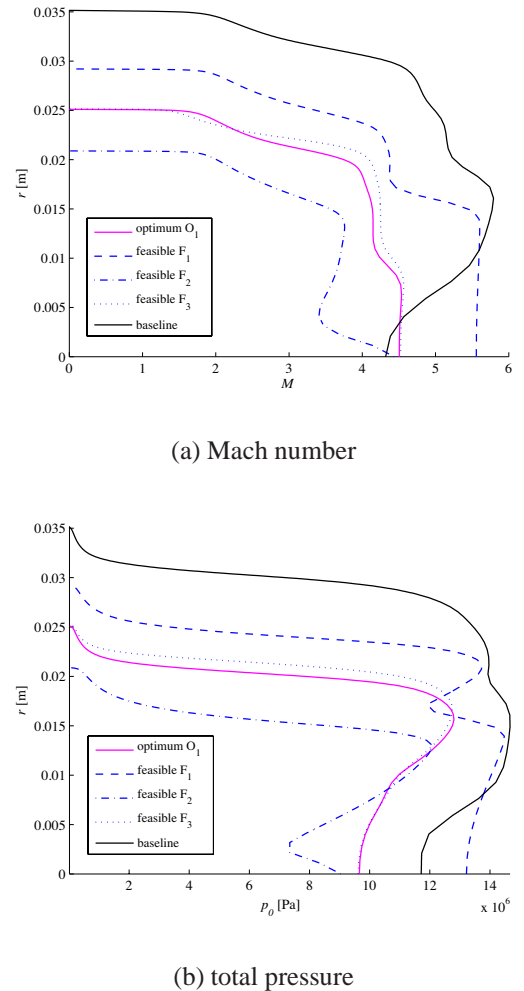 0.035
0.03
0.025
0.02
0.015
0.01
0.005
0
r [m]
optimum O1
feasible F1
feasible F2
feasible F3
baseline
0 1 2 3 4 5 6
M
(a) Mach number
0.035
0.03
0.025
0.02
0.015
0.01
0.005
0
r [m]
optimum O1
feasible F1
feasible F2
feasible F3
baseline
2 4 6 8 10 12 14
p0 [Pa]
x 10^6
(b) total pressure